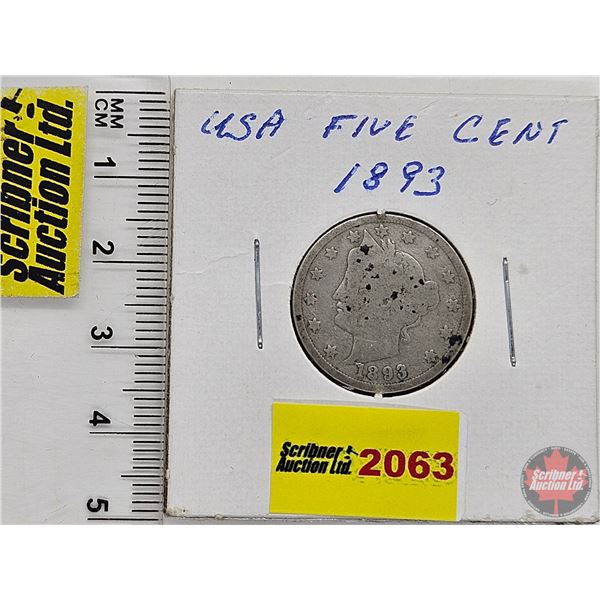 Scribner
Auction Ltd.
MM
CM
1
2
3
4
5
USA FIVE CENT
1893
1893
Scribner
Auction Ltd.
2063
Scribner
Auction Ltd.